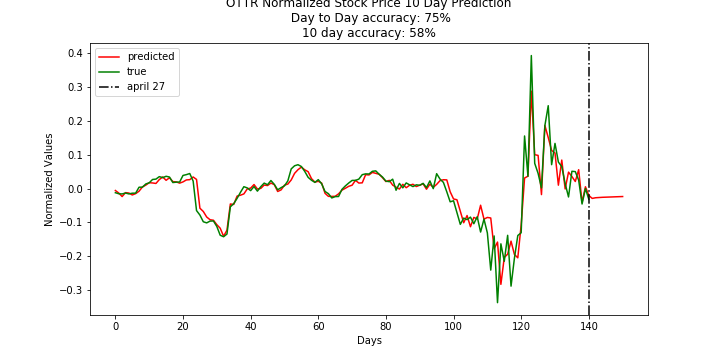 OTTR Normalized Stock Price 10 Day Prediction
Day to Day accuracy: 75%
10 day accuracy: 58%
predicted
true
april 27
Normalized Values
0.4
0.3
0.2
0.1
0.0
−0.1
−0.2
−0.3
0 20 40 60 80 100 120 140
Days